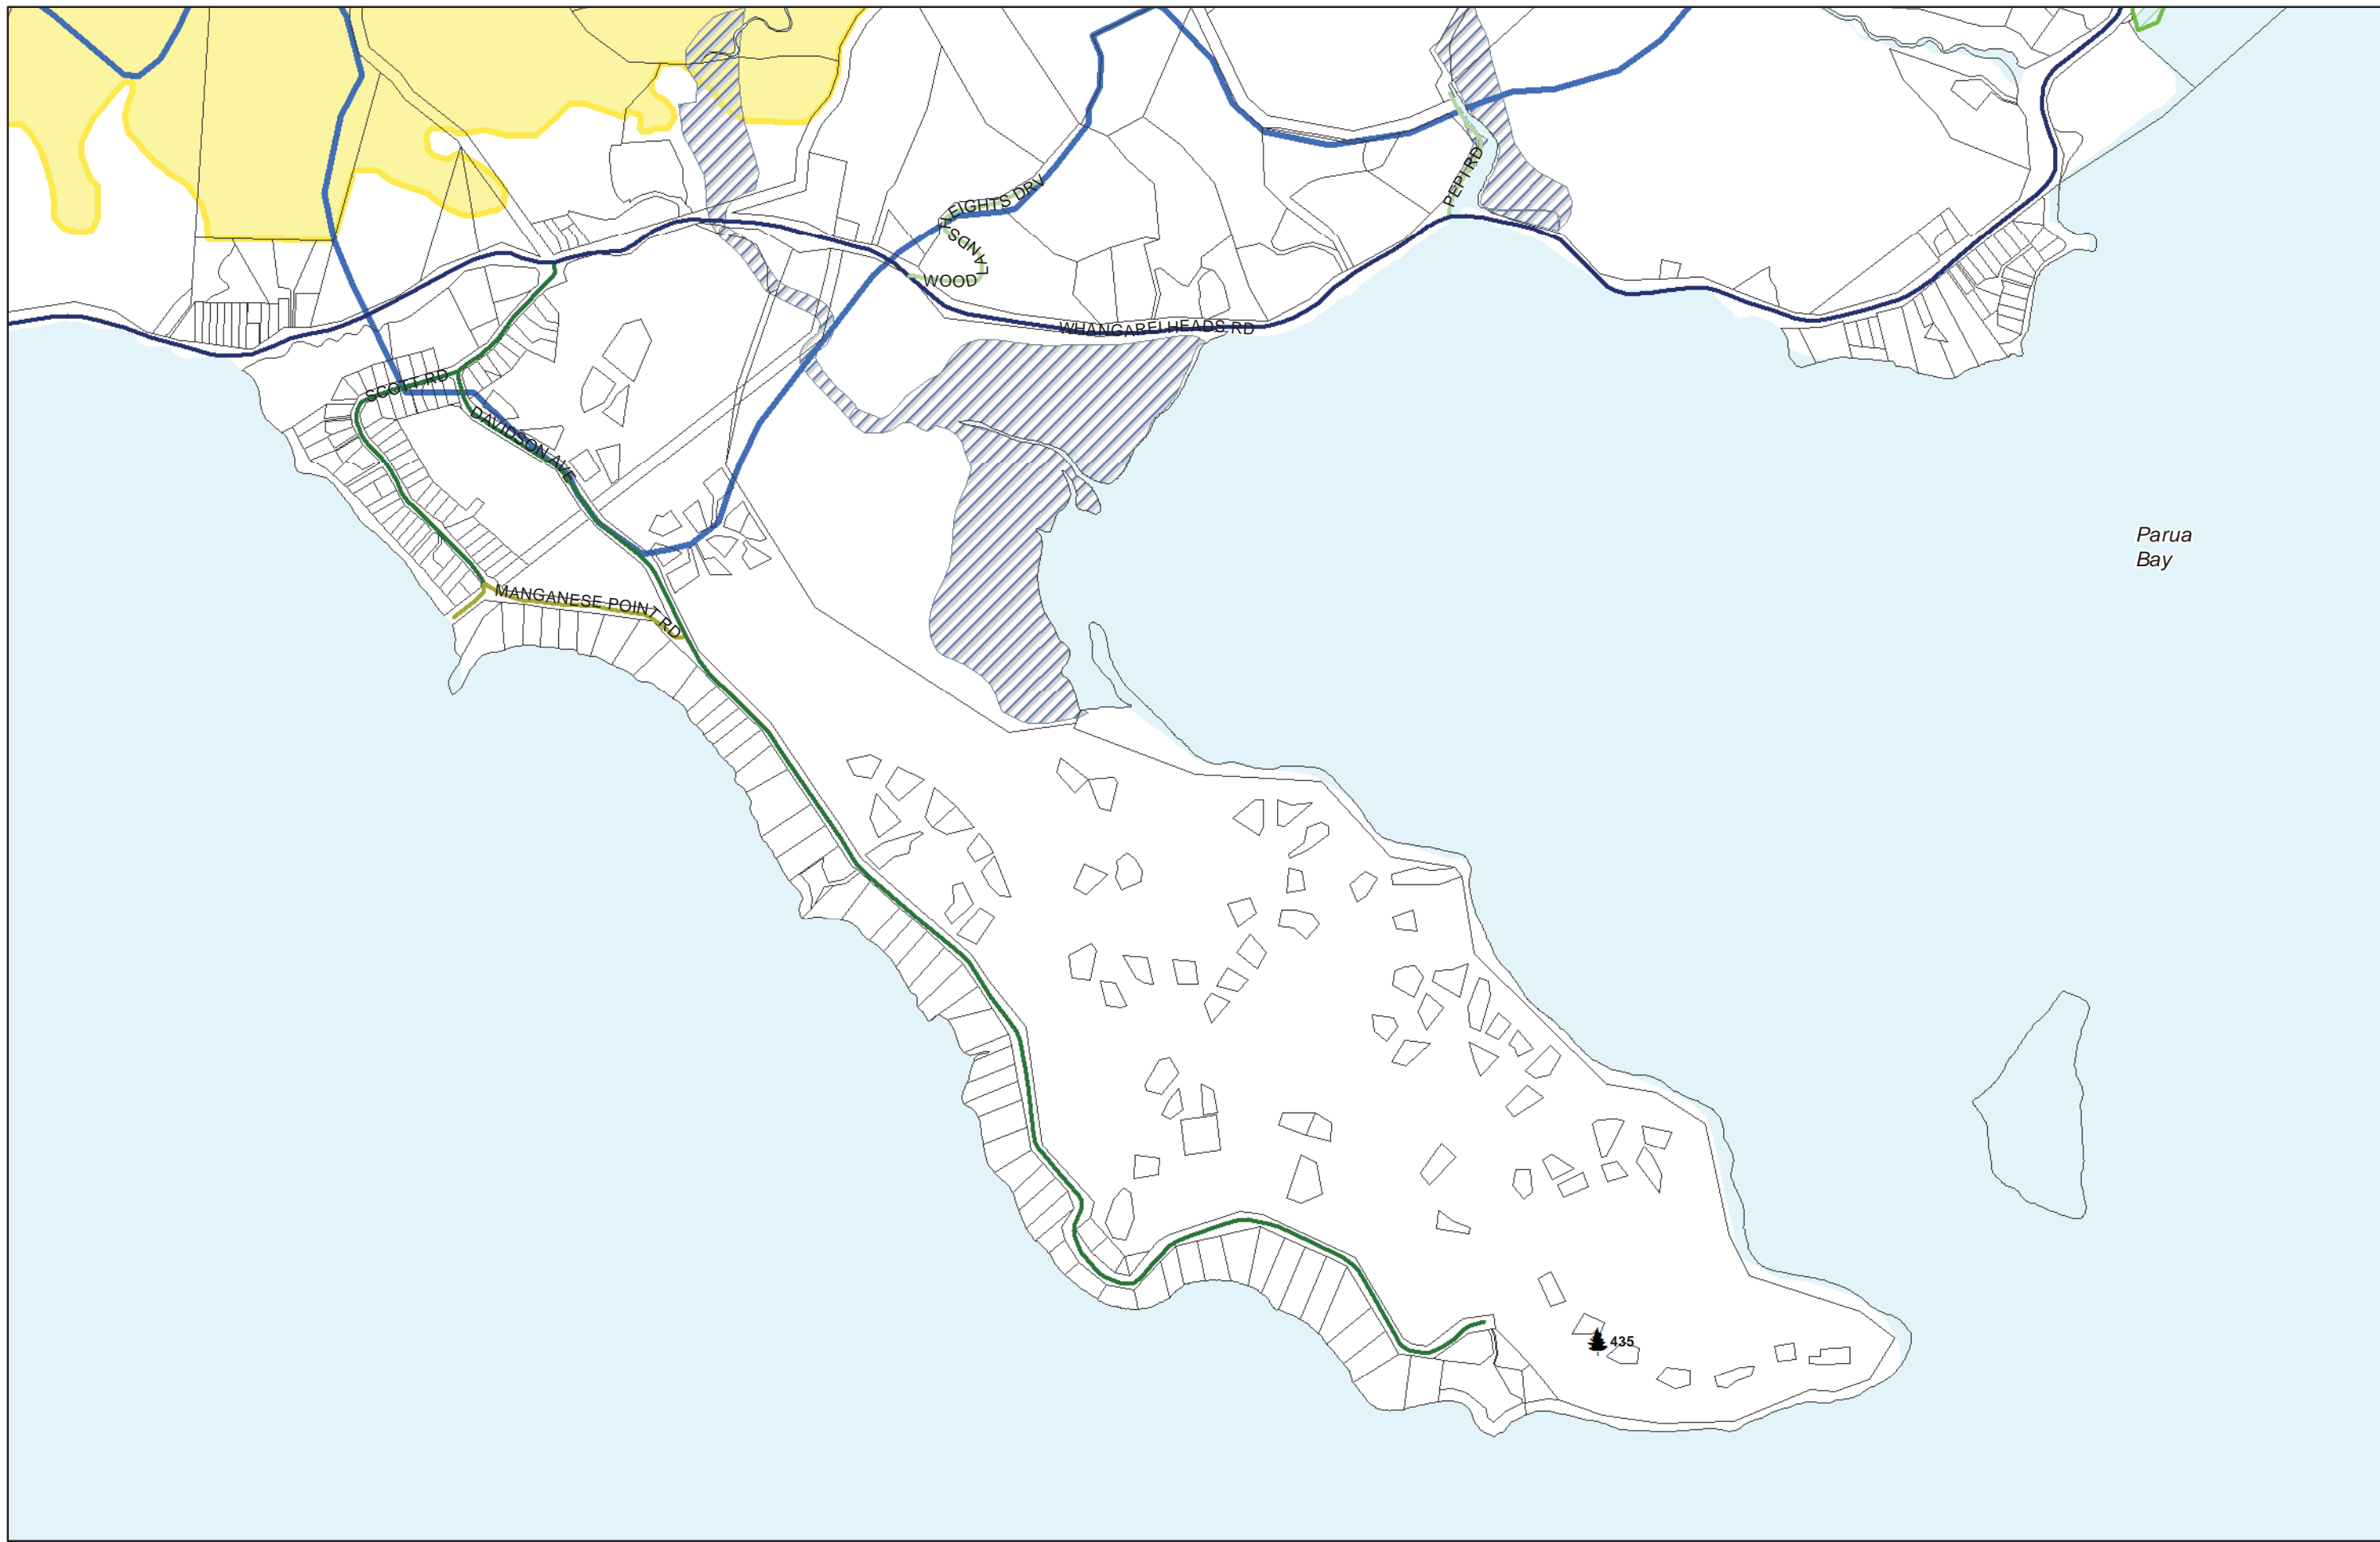 PEPI RD
WOODLANDS HEIGHTS DRV
WHANGAREI HEADS RD
SCOTT RD
DAVIDSON AVE
Parua
Bay
MANGANESE POINT RD
435